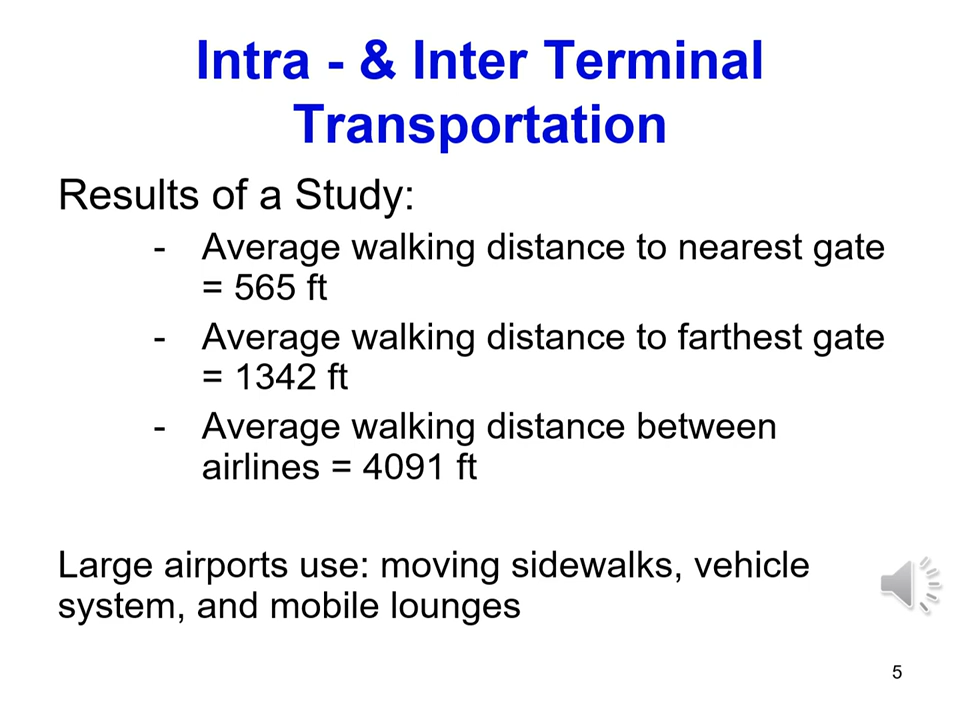 Intra - & Inter Terminal
Transportation
Results of a Study:
- Average walking distance to nearest gate
= 565 ft
- Average walking distance to farthest gate
= 1342 ft
- Average walking distance between
airlines = 4091 ft
Large airports use: moving sidewalks, vehicle
system, and mobile lounges
5